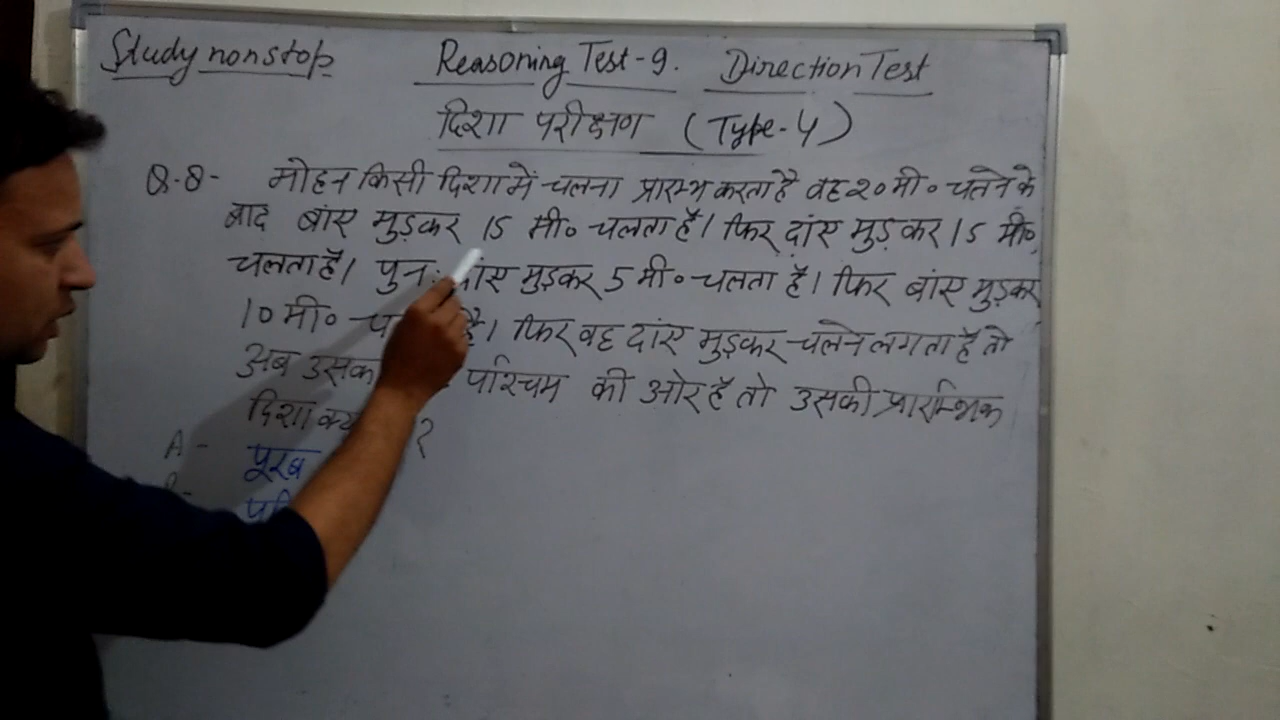 Study nonstop Reasoning Test-9. Direction Test
दिशा परीक्षण (Type-4)
Q.8- मोहन किसी दिशा में चलना प्रारम्भ करता है वह 20 मी० चलने के
बाद बांए मुड़कर 15 मी० चलता है। फिर दांए मुड़कर 15 मी०
चलता है। पुन: मुड़कर 5 मी० चलता है। फिर बांए मुड़कर
10 मी० है। फिर वह दांए मुड़कर चलने लगता है तो
अब पश्चिम की ओर है तो उसकी प्रारम्भिक
दिशा ?
A- पूरब